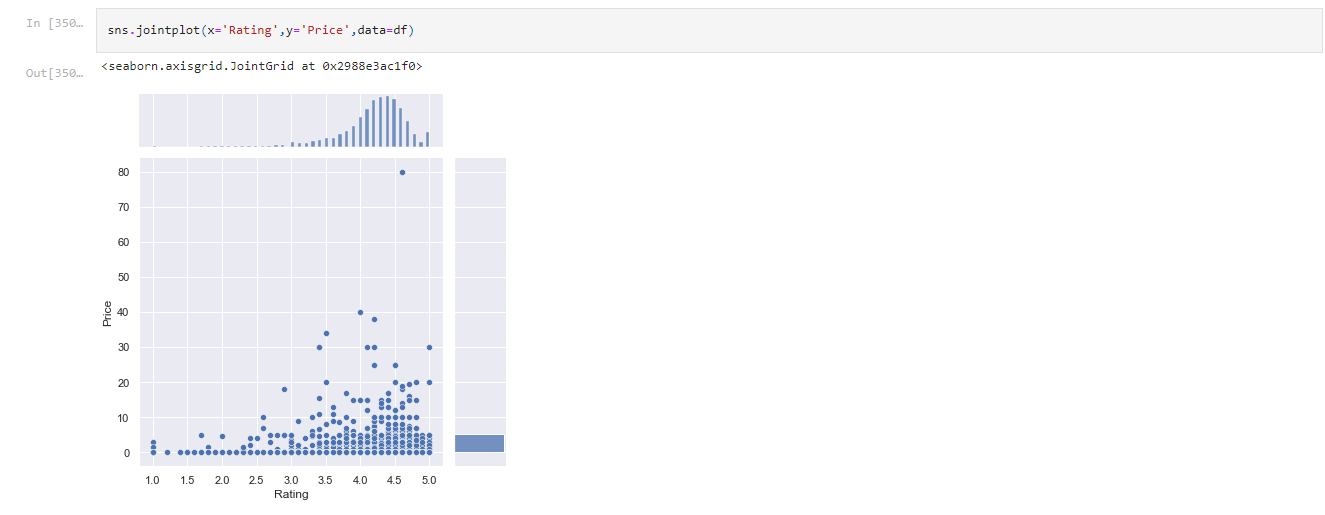 In [350…
sns.jointplot(x='Rating',y='Price',data=df)
Out[350…
<seaborn.axisgrid.JointGrid at 0x2988e3ac1f0>
80
70
60
50
40
30
20
10
0
Price
1.0 1.5 2.0 2.5 3.0 3.5 4.0 4.5 5.0
Rating